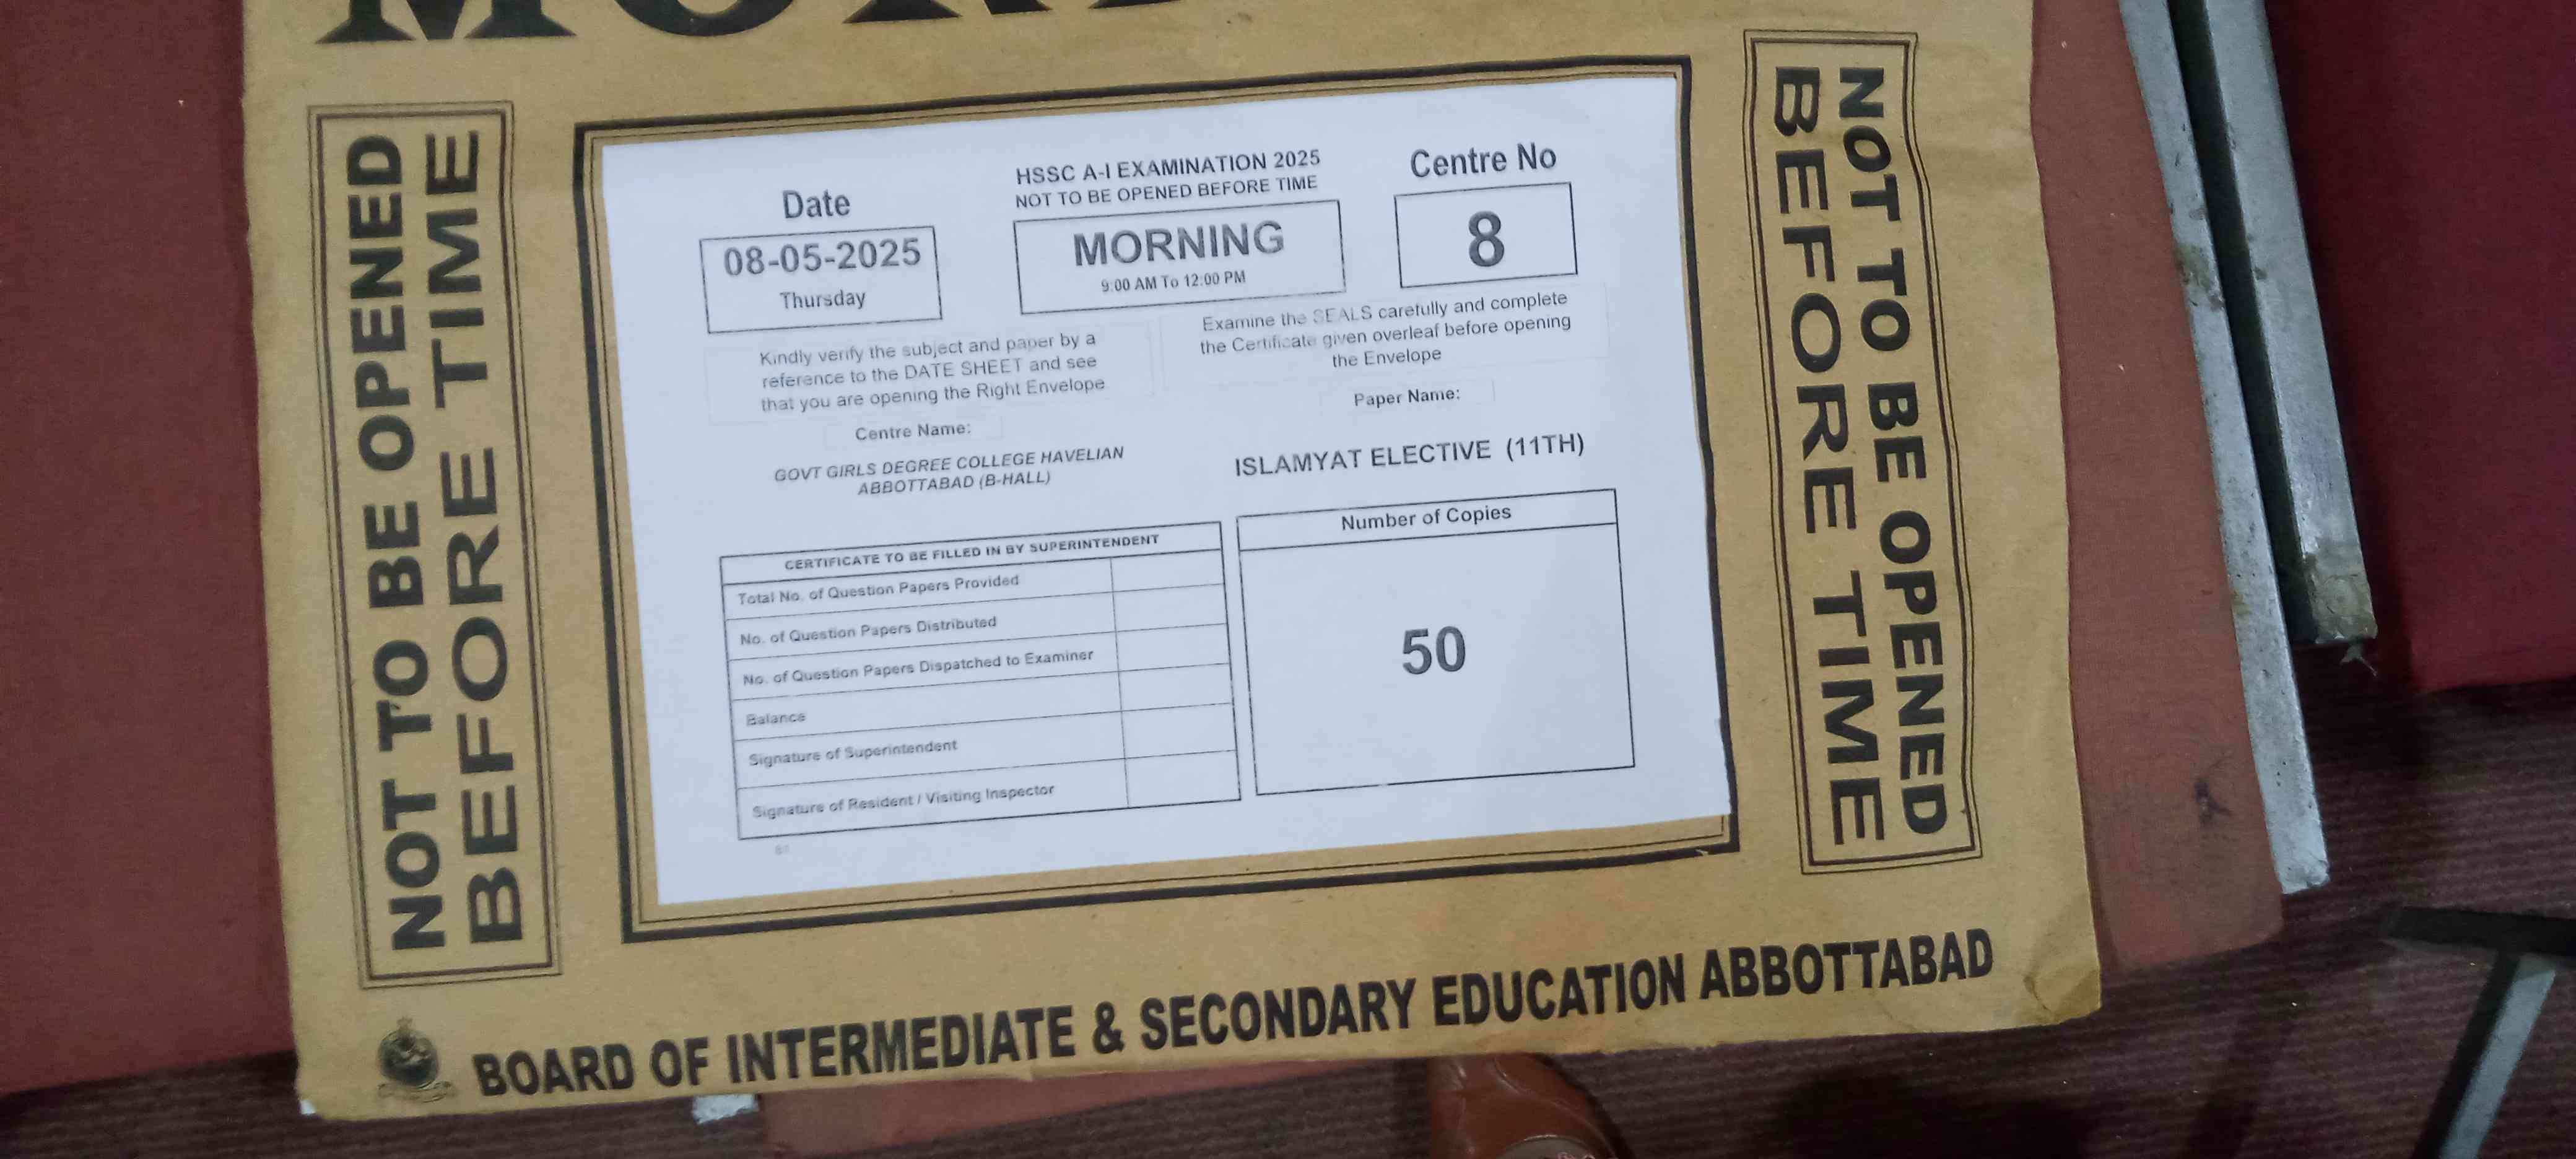 NOT TO BE OPENED
BEFORE TIME
HSSC A-I EXAMINATION 2025
NOT TO BE OPENED BEFORE TIME
Date
08-05-2025
Thursday
MORNING
9:00 AM To 12:00 PM
Centre No
8
Kindly verify the subject and paper by a
reference to the DATE SHEET and see
that you are opening the Right Envelope
Examine the SEALS carefully and complete
the Certificate given overleaf before opening
the Envelope
Centre Name:
GOVT GIRLS DEGREE COLLEGE HAVELIAN
ABBOTTABAD (B-HALL)
Paper Name:
ISLAMYAT ELECTIVE (11TH)
CERTIFICATE TO BE FILLED IN BY SUPERINTENDENT
Total No. of Question Papers Provided
No. of Question Papers Distributed
No. of Question Papers Dispatched to Examiner
Balance
Signature of Superintendent
Signature of Resident / Visiting Inspector
Number of Copies
50
NOT TO BE OPENED
BEFORE TIME
BOARD OF INTERMEDIATE & SECONDARY EDUCATION ABBOTTABAD